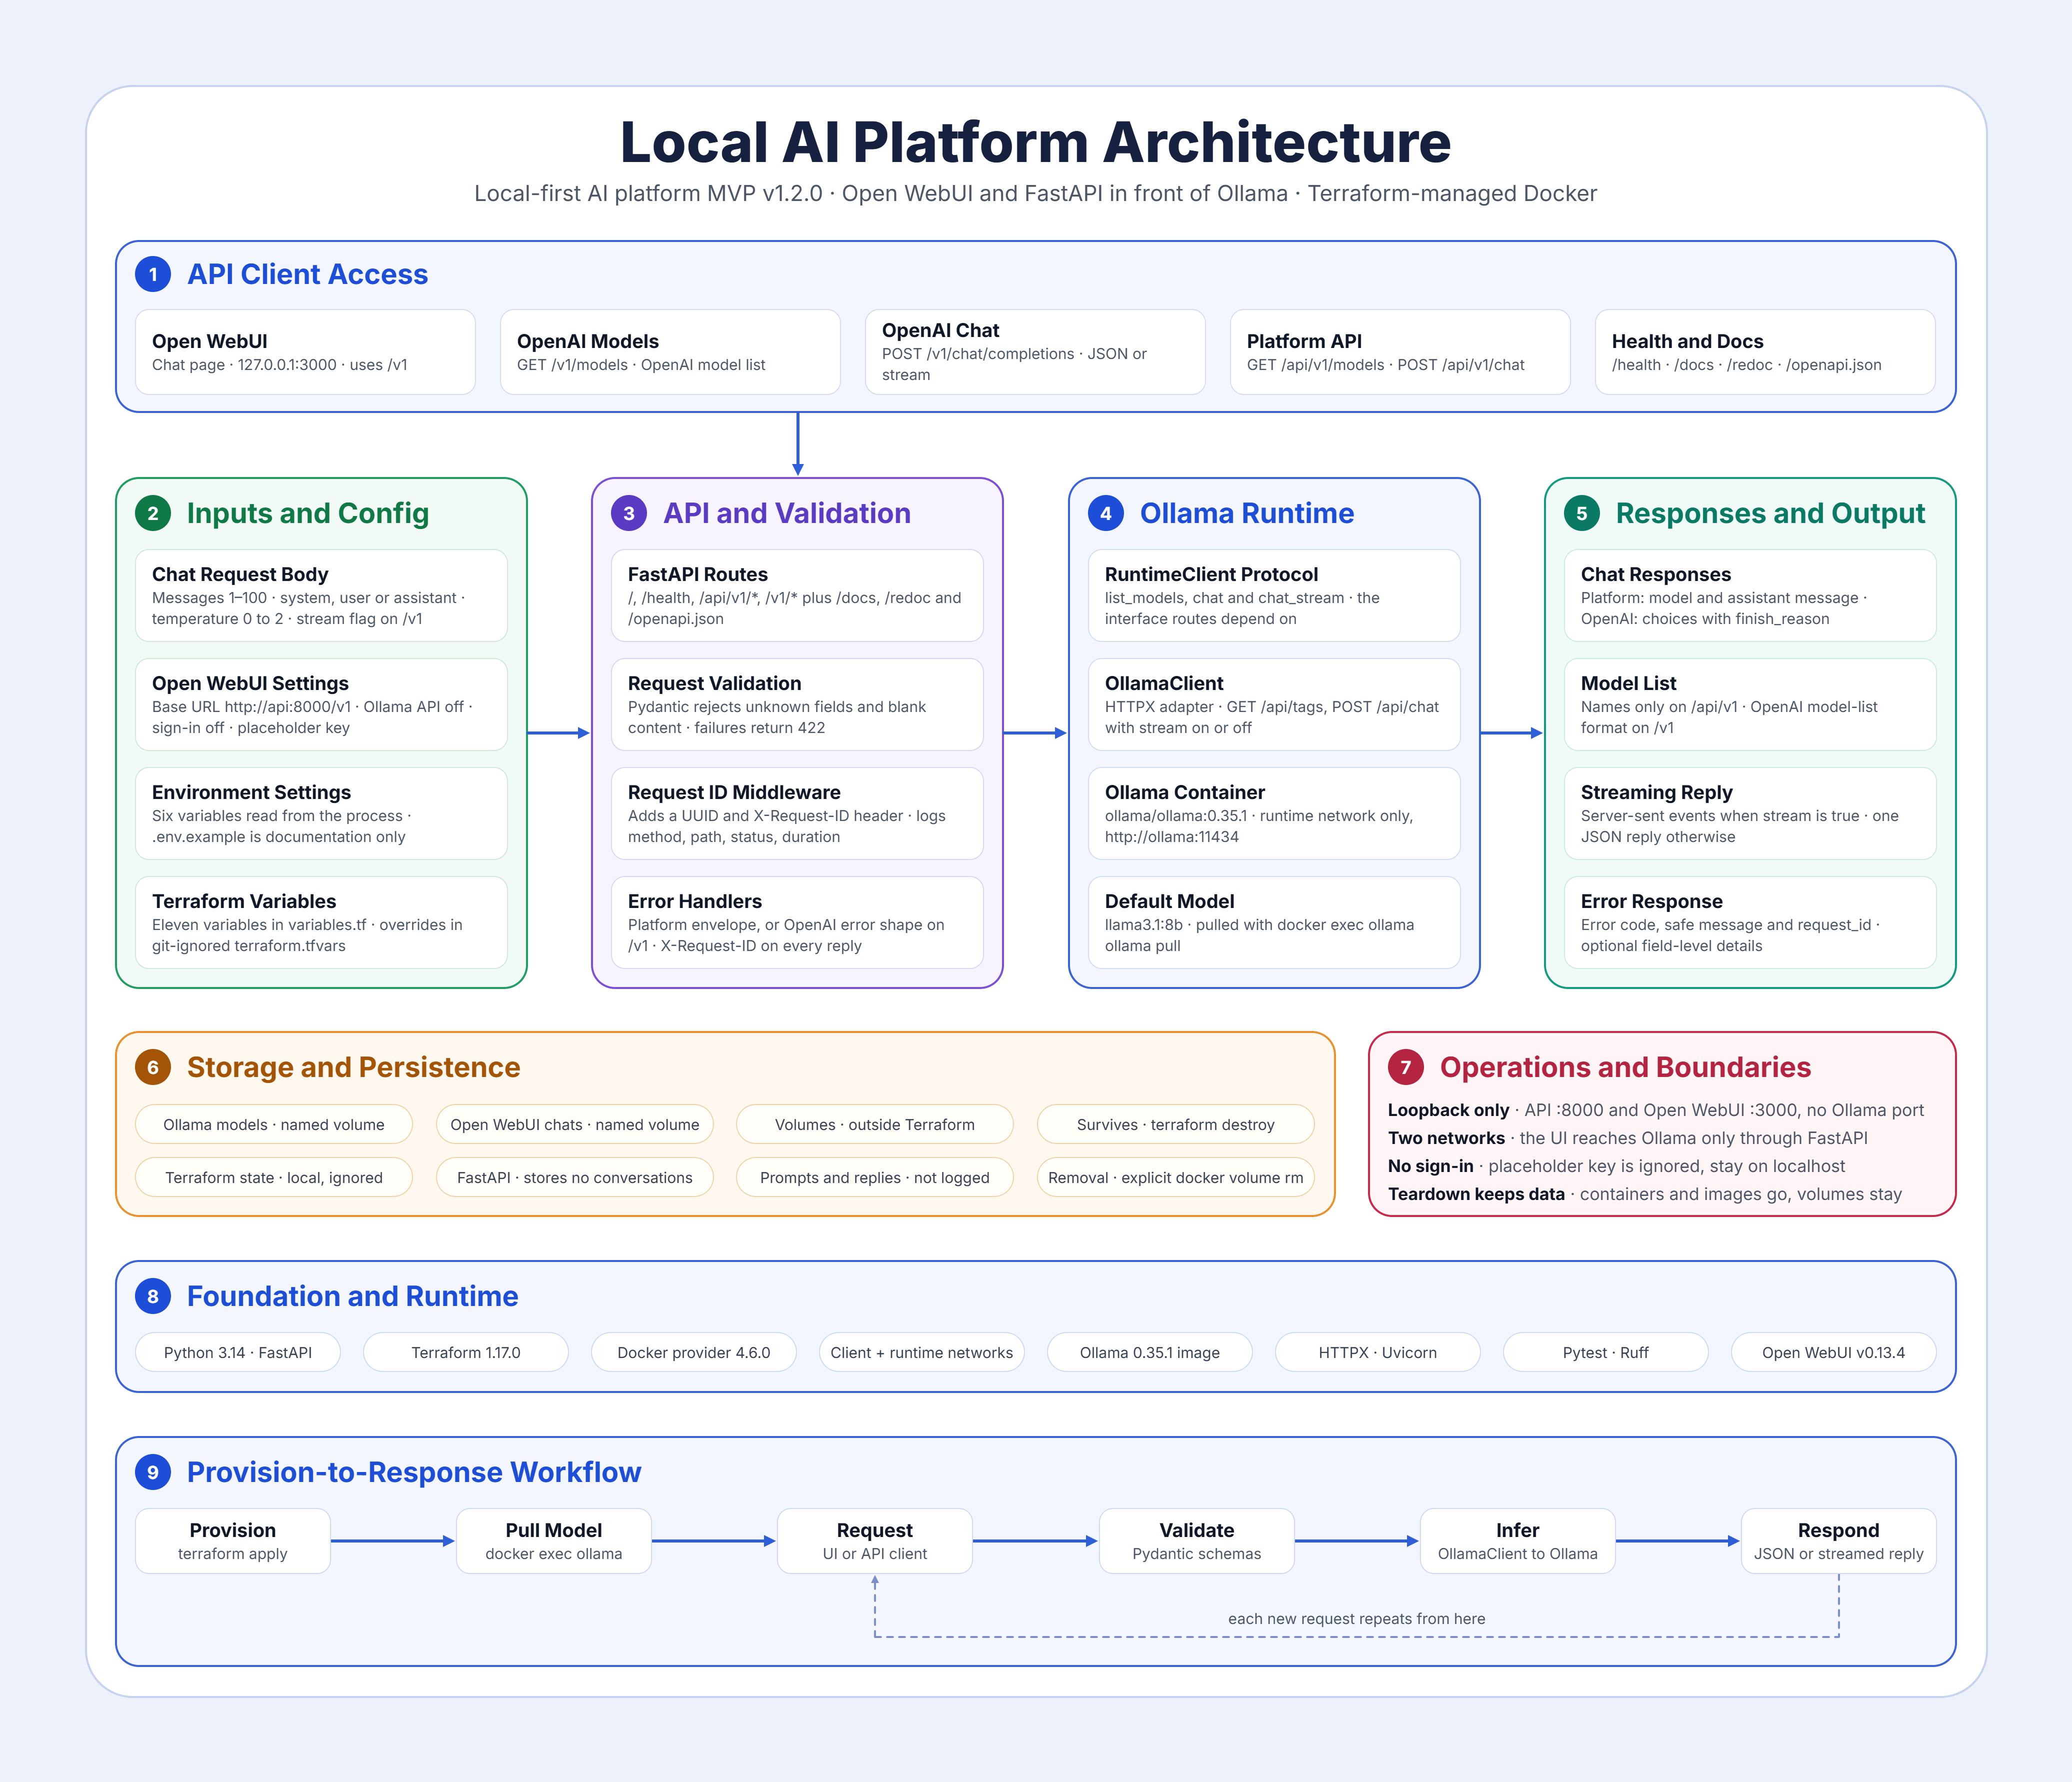 Local AI Platform Architecture
Local-first AI platform MVP v1.2.0 · Open WebUI and FastAPI in front of Ollama · Terraform-managed Docker
1 API Client Access
Open WebUI
Chat page · 127.0.0.1:3000 · uses /v1
OpenAI Models
GET /v1/models · OpenAI model list
OpenAI Chat
POST /v1/chat/completions · JSON or
stream
Platform API
GET /api/v1/models · POST /api/v1/chat
Health and Docs
/health · /docs · /redoc · /openapi.json
2 Inputs and Config
Chat Request Body
Messages 1–100 · system, user or assistant ·
temperature 0 to 2 · stream flag on /v1
Open WebUI Settings
Base URL http://api:8000/v1 · Ollama API off ·
sign-in off · placeholder key
Environment Settings
Six variables read from the process ·
.env.example is documentation only
Terraform Variables
Eleven variables in variables.tf · overrides in
git-ignored terraform.tfvars
3 API and Validation
FastAPI Routes
/, /health, /api/v1/*, /v1/* plus /docs, /redoc and
/openapi.json
Request Validation
Pydantic rejects unknown fields and blank
content · failures return 422
Request ID Middleware
Adds a UUID and X-Request-ID header · logs
method, path, status, duration
Error Handlers
Platform envelope, or OpenAI error shape on
/v1 · X-Request-ID on every reply
4 Ollama Runtime
RuntimeClient Protocol
list_models, chat and chat_stream · the
interface routes depend on
OllamaClient
HTTPX adapter · GET /api/tags, POST /api/chat
with stream on or off
Ollama Container
ollama/ollama:0.35.1 · runtime network only,
http://ollama:11434
Default Model
llama3.1:8b · pulled with docker exec ollama
ollama pull
5 Responses and Output
Chat Responses
Platform: model and assistant message ·
OpenAI: choices with finish_reason
Model List
Names only on /api/v1 · OpenAI model-list
format on /v1
Streaming Reply
Server-sent events when stream is true · one
JSON reply otherwise
Error Response
Error code, safe message and request_id ·
optional field-level details
6 Storage and Persistence
Ollama models · named volume
Open WebUI chats · named volume
Volumes · outside Terraform
Survives · terraform destroy
Terraform state · local, ignored
FastAPI · stores no conversations
Prompts and replies · not logged
Removal · explicit docker volume rm
7 Operations and Boundaries
Loopback only · API :8000 and Open WebUI :3000, no Ollama port
Two networks · the UI reaches Ollama only through FastAPI
No sign-in · placeholder key is ignored, stay on localhost
Teardown keeps data · containers and images go, volumes stay
8 Foundation and Runtime
Python 3.14 · FastAPI
Terraform 1.17.0
Docker provider 4.6.0
Client + runtime networks
Ollama 0.35.1 image
HTTPX · Uvicorn
Pytest · Ruff
Open WebUI v0.13.4
9 Provision-to-Response Workflow
Provision
terraform apply
Pull Model
docker exec ollama
Request
UI or API client
Validate
Pydantic schemas
Infer
OllamaClient to Ollama
Respond
JSON or streamed reply
each new request repeats from here